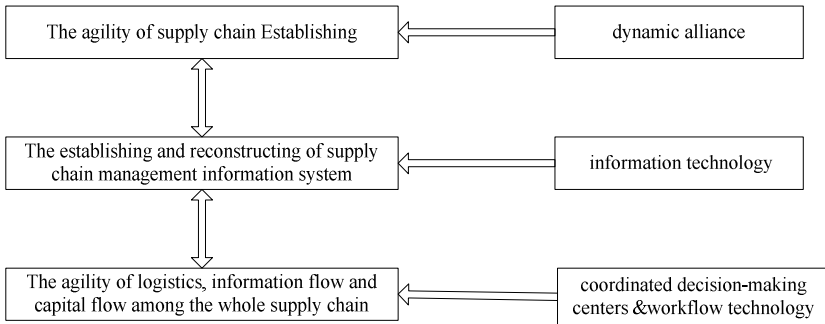 The agility of supply chain Establishing
dynamic alliance
The establishing and reconstructing of supply
chain management information system
information technology
The agility of logistics, information flow and
capital flow among the whole supply chain
coordinated decision-making
centers &workflow technology